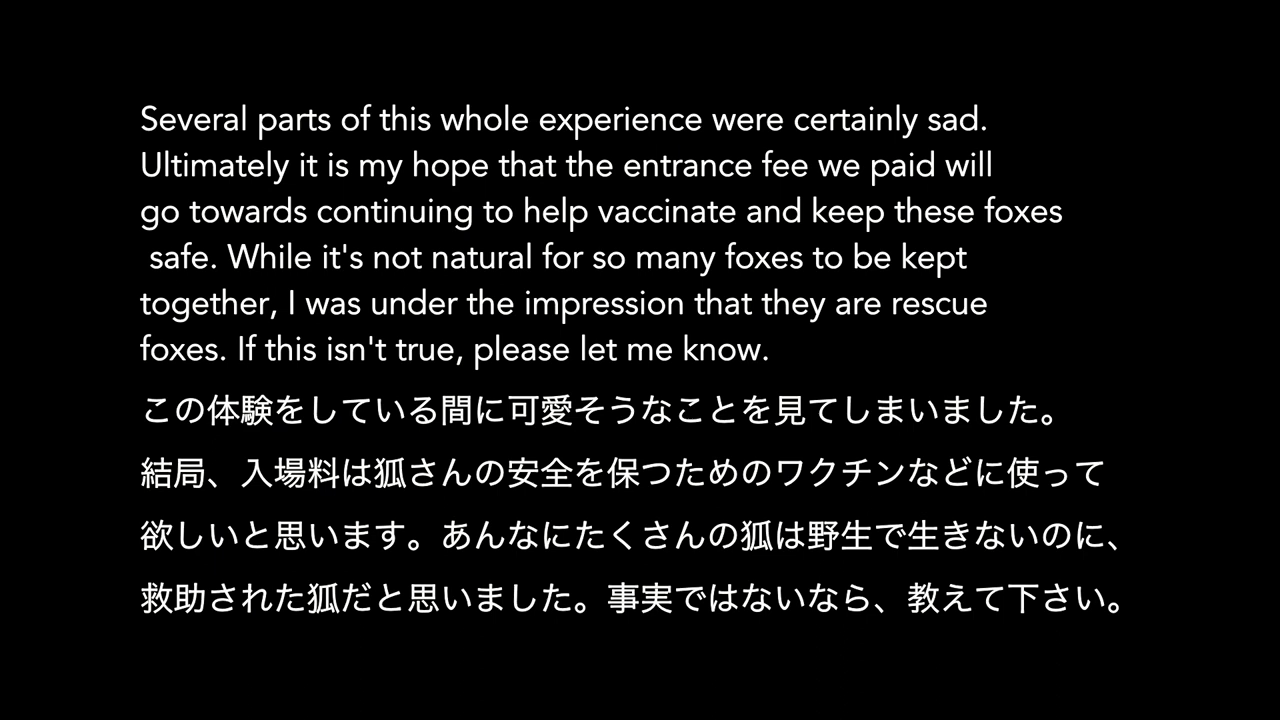 Several parts of this whole experience were certainly sad.
Ultimately it is my hope that the entrance fee we paid will
go towards continuing to help vaccinate and keep these foxes
safe. While it's not natural for so many foxes to be kept
together, I was under the impression that they are rescue
foxes. If this isn't true, please let me know.
この体験をしている間に可愛そうなことを見てしまいました。
結局、入場料は狐さんの安全を保つためのワクチンなどに使って
欲しいと思います。あんなにたくさんの狐は野生で生きないのに、
救助された狐だと思いました。事実ではないなら、教えて下さい。